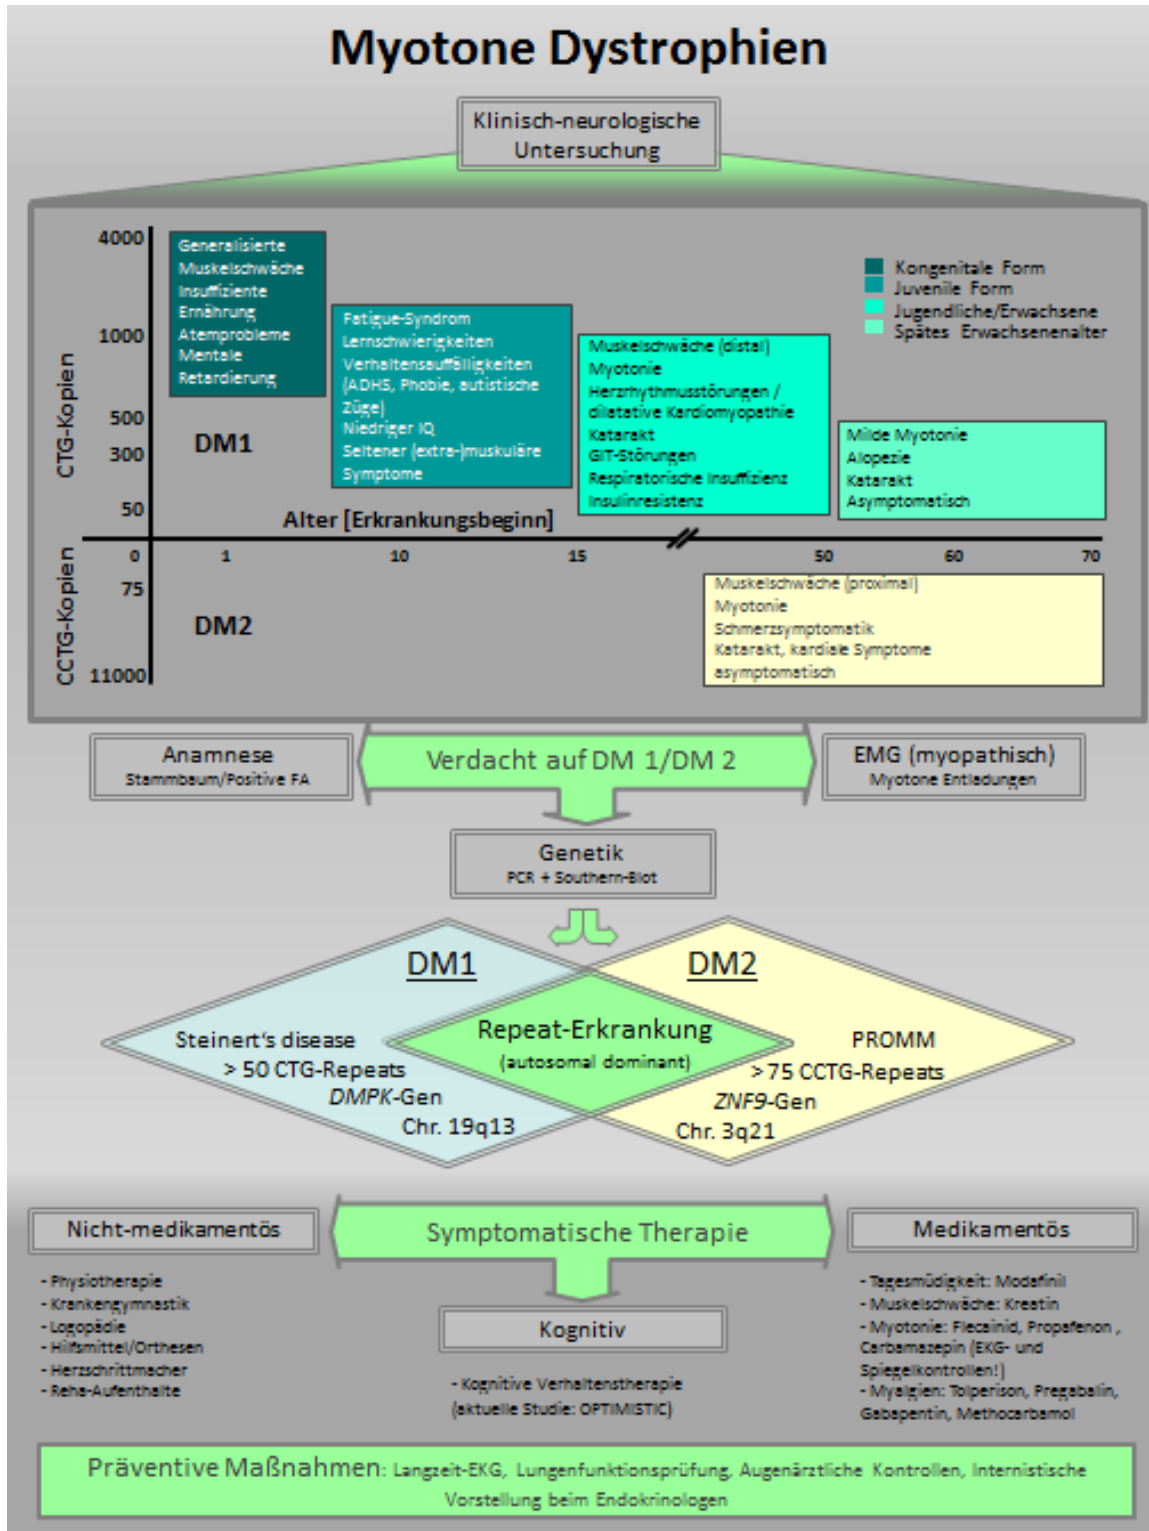 Myotone Dystrophien
Klinisch-neurologische
Untersuchung
4000
1000
500
300
50
CTG-Kopien
DM1
Generalisierte
Muskelschwäche
Insuffiziente
Ernährung
Atemprobleme
Mentale
Retardierung
Fatigue-Syndrom
Lernschwierigkeiten
Verhaltensauffälligkeiten
(ADHS, Phobie, autistische
Züge)
Niedriger IQ
Seltener (extra-)muskuläre
Symptome
Muskelschwäche (distal)
Myotonie
Herzrhythmusstörungen /
dilatative Kardiomyopathie
Katarakt
GIT-Störungen
Respiratorische Insuffizienz
Insulinresistenz
Kongenitale Form
Juvenile Form
Jugendliche/Erwachsene
Spätes Erwachsenenalter
Milde Myotonie
Alopezie
Katarakt
Asymptomatisch
Alter [Erkrankungsbeginn]
0 1 10 15 50 60 70
75
11000
CCTG-Kopien
DM2
Muskelschwäche (proximal)
Myotonie
Schmerzsymptomatik
Katarakt, kardiale Symptome
asymptomatisch
Anamnese
Stammbaum/Positive FA
Verdacht auf DM 1/DM 2
EMG (myopathisch)
Myotone Entladungen
Genetik
PCR + Southern-Blot
DM1
Steinert's disease
> 50 CTG-Repeats
DMPK-Gen
Chr. 19q13
Repeat-Erkrankung
(autosomal dominant)
DM2
PROMM
> 75 CCTG-Repeats
ZNF9-Gen
Chr. 3q21
Nicht-medikamentös
Symptomatische Therapie
Medikamentös
- Physiotherapie
- Krankengymnastik
- Logopädie
- Hilfsmittel/Orthesen
- Herzschrittmacher
- Reha-Aufenthalte
Kognitiv
- Kognitive Verhaltenstherapie
(aktuelle Studie: OPTIMISTIC)
- Tagesmüdigkeit: Modafinil
- Muskelschwäche: Kreatin
- Myotonie: Flecainid, Propafenon ,
Carbamazepin (EKG- und
Spiegelkontrollen!)
- Myalgien: Tolperison, Pregabalin,
Gabapentin, Methocarbamol
Präventive Maßnahmen: Langzeit-EKG, Lungenfunktionsprüfung, Augenärztliche Kontrollen, Internistische
Vorstellung beim Endokrinologen